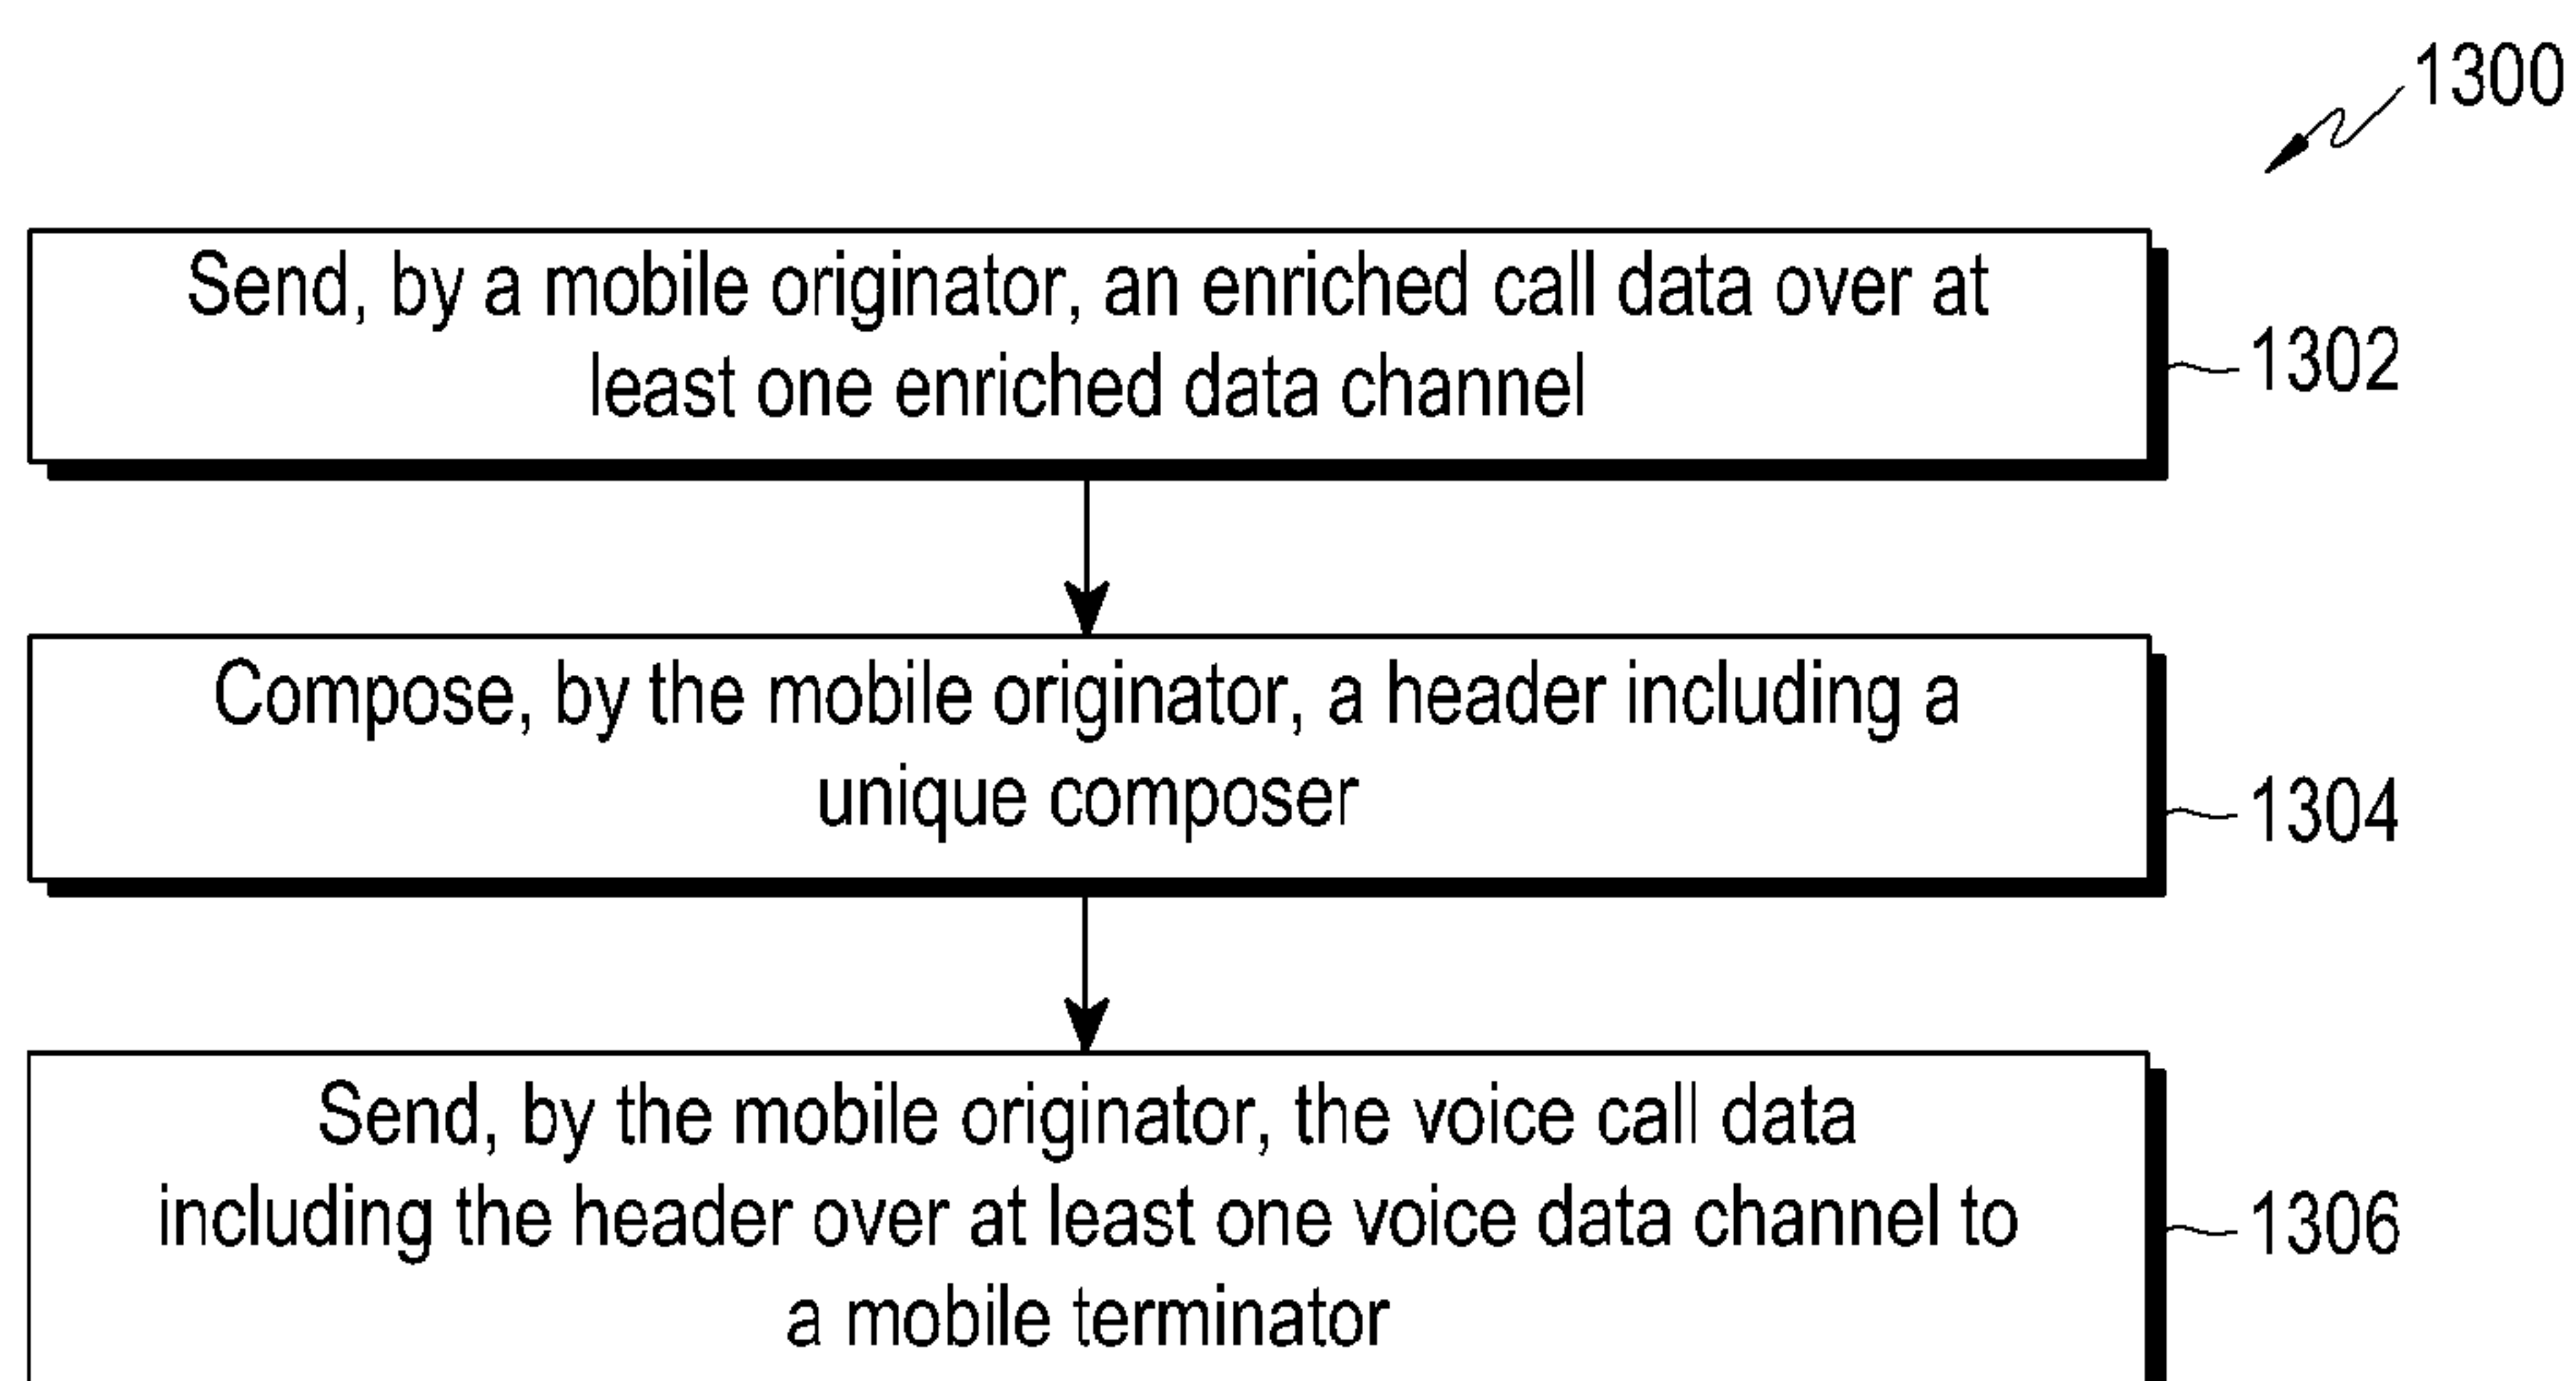 1300
Send, by a mobile originator, an enriched call data over at
least one enriched data channel
1302
Compose, by the mobile originator, a header including a
unique composer
1304
Send, by the mobile originator, the voice call data
including the header over at least one voice data channel to
a mobile terminator
1306